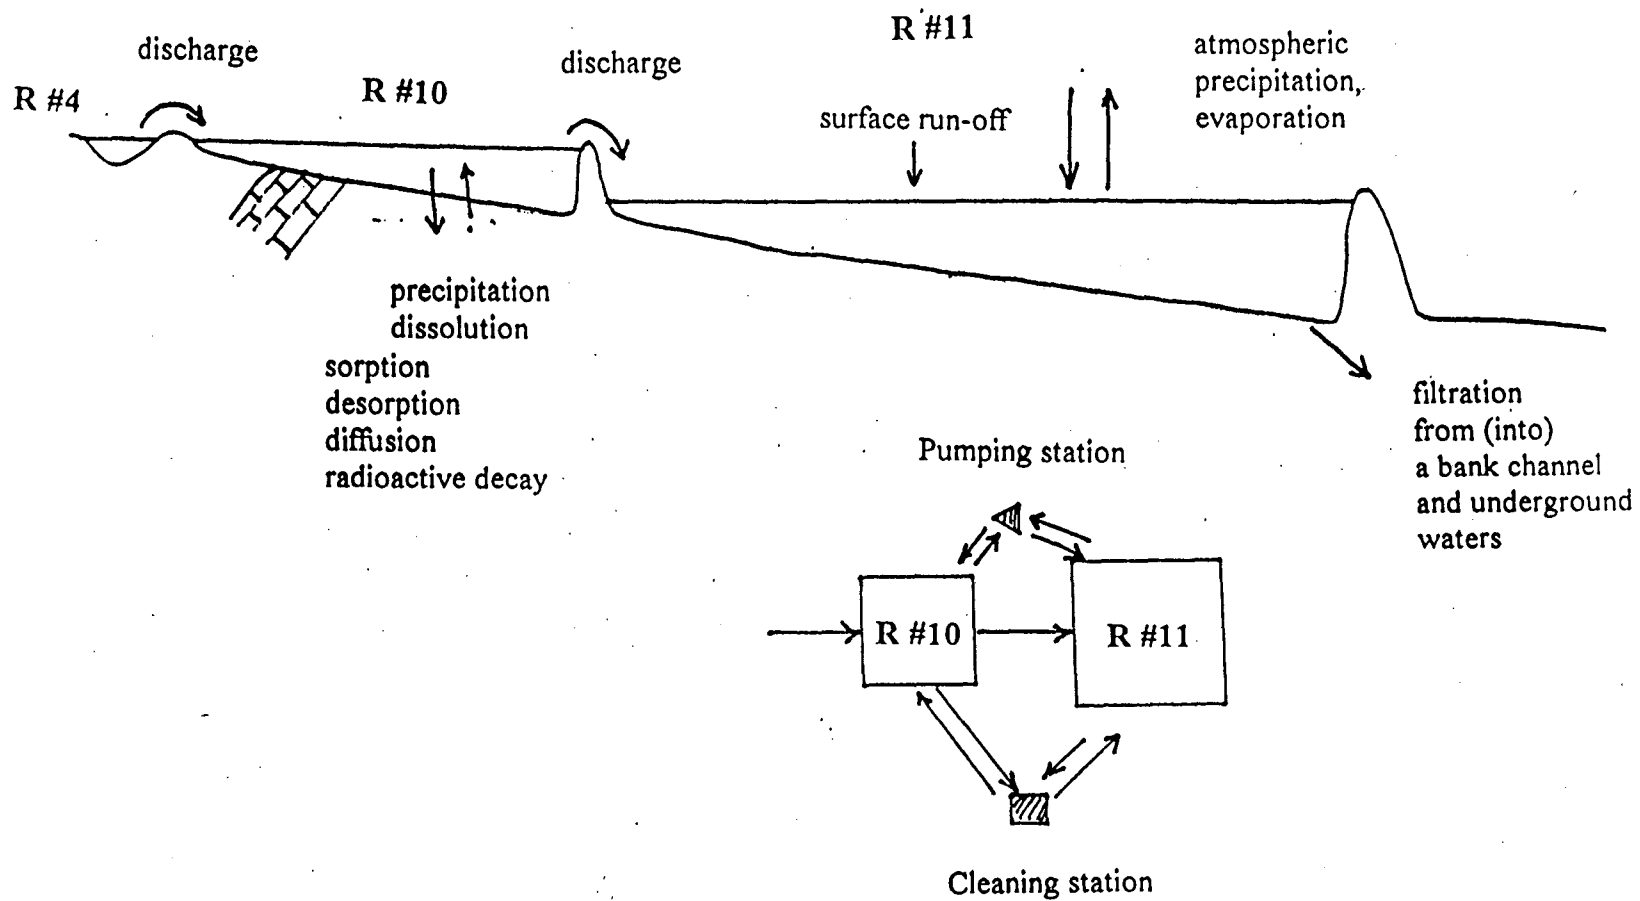 R #11
discharge
discharge
R #10
R #4
atmospheric
precipitation,
evaporation
surface run-off
precipitation
dissolution
sorption
desorption
diffusion
radioactive decay
filtration
from (into)
a bank channel
and underground
waters
Pumping station
R #10
R #11
Cleaning station